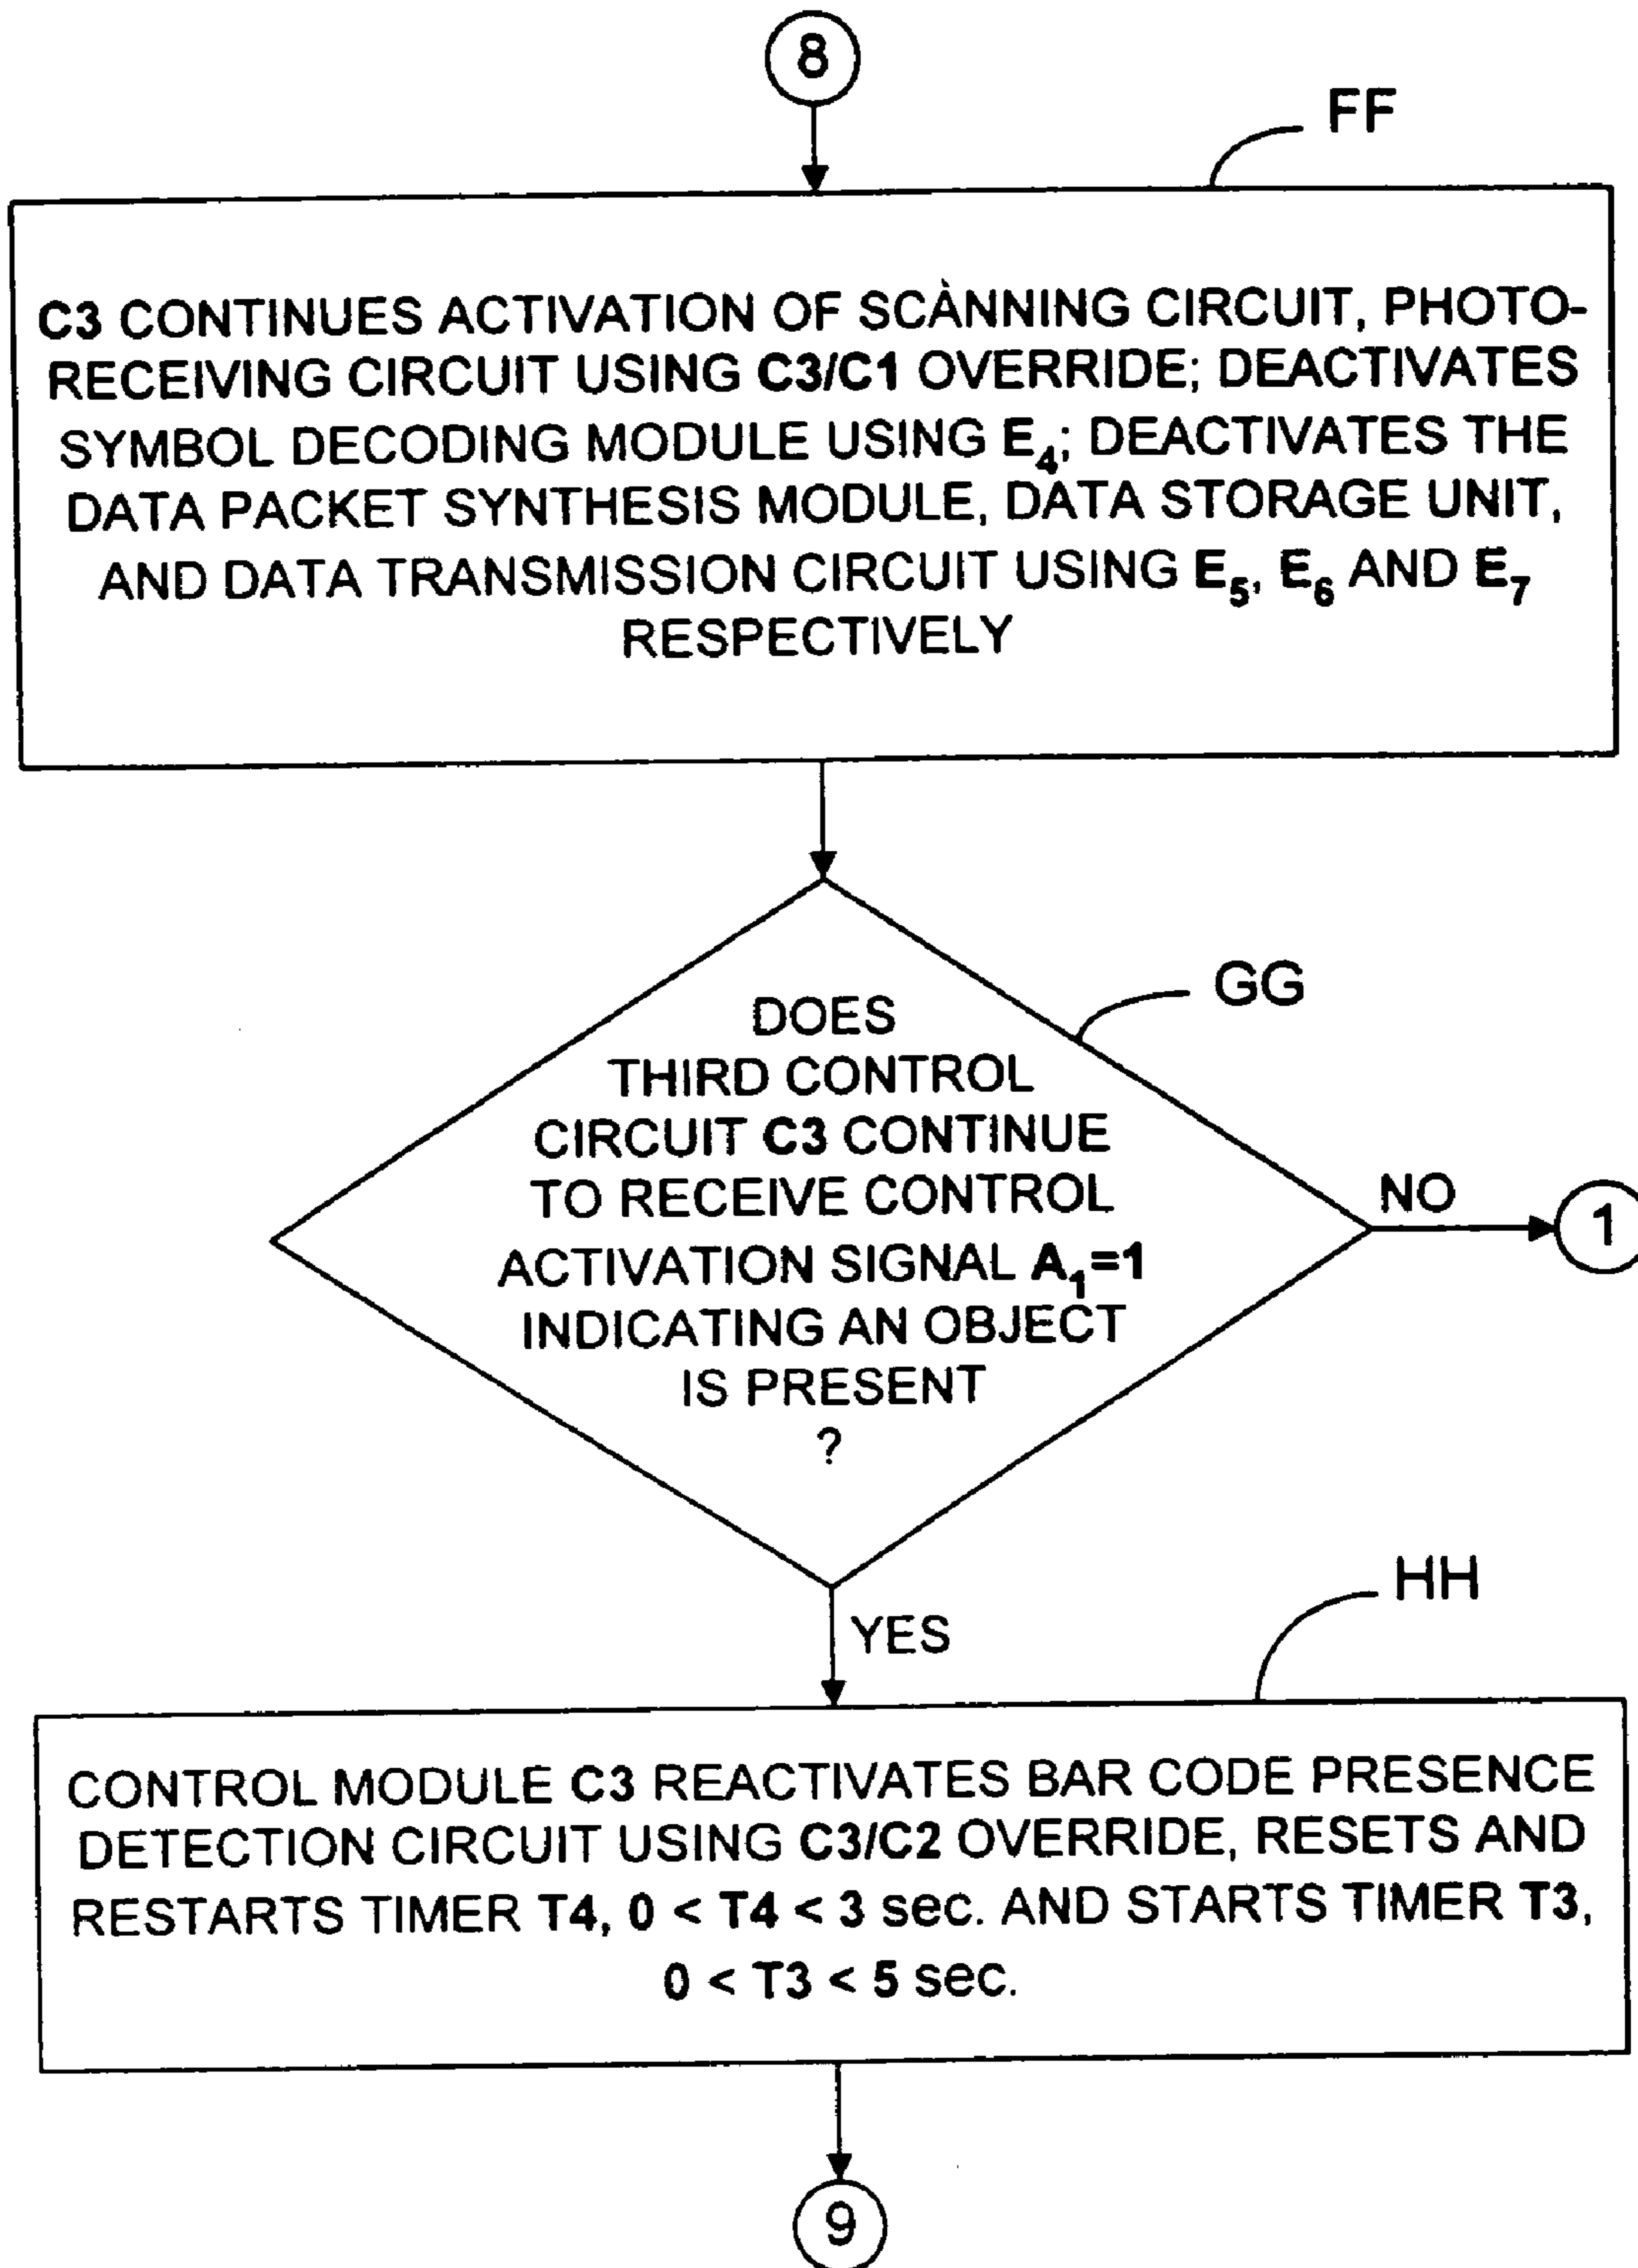 8
FF
C3 CONTINUES ACTIVATION OF SCANNING CIRCUIT, PHOTO-
RECEIVING CIRCUIT USING C3/C1 OVERRIDE; DEACTIVATES
SYMBOL DECODING MODULE USING E₄; DEACTIVATES THE
DATA PACKET SYNTHESIS MODULE, DATA STORAGE UNIT,
AND DATA TRANSMISSION CIRCUIT USING E₅, E₆ AND E₇
RESPECTIVELY
GG
DOES
THIRD CONTROL
CIRCUIT C3 CONTINUE
TO RECEIVE CONTROL
ACTIVATION SIGNAL A₁=1
INDICATING AN OBJECT
IS PRESENT
?
NO
1
YES
HH
CONTROL MODULE C3 REACTIVATES BAR CODE PRESENCE
DETECTION CIRCUIT USING C3/C2 OVERRIDE, RESETS AND
RESTARTS TIMER T4, 0 < T4 < 3 sec. AND STARTS TIMER T3,
0 < T3 < 5 sec.
9